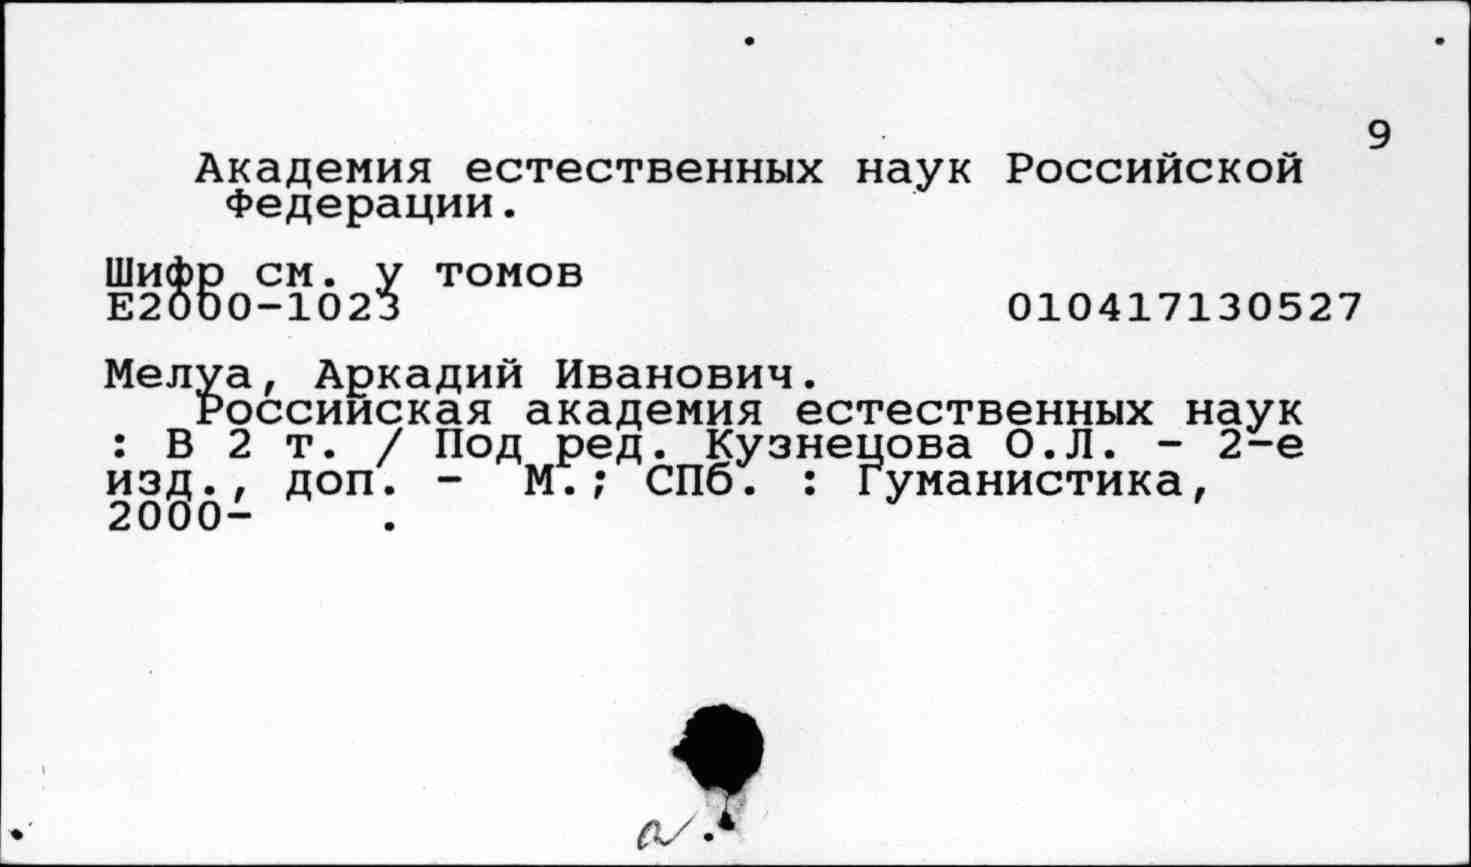 9
Академия естественных наук Российской
Федерации.
Шифр см. у томов
Е2000-1023 010417130527
Мелуа, Аркадий Иванович.
Российская академия естественных наук
: В 2 т. / Под ред. Кузнецова О.Л. - 2-е
изд., доп. - М.; СПб. : Гуманистика,
2000- .